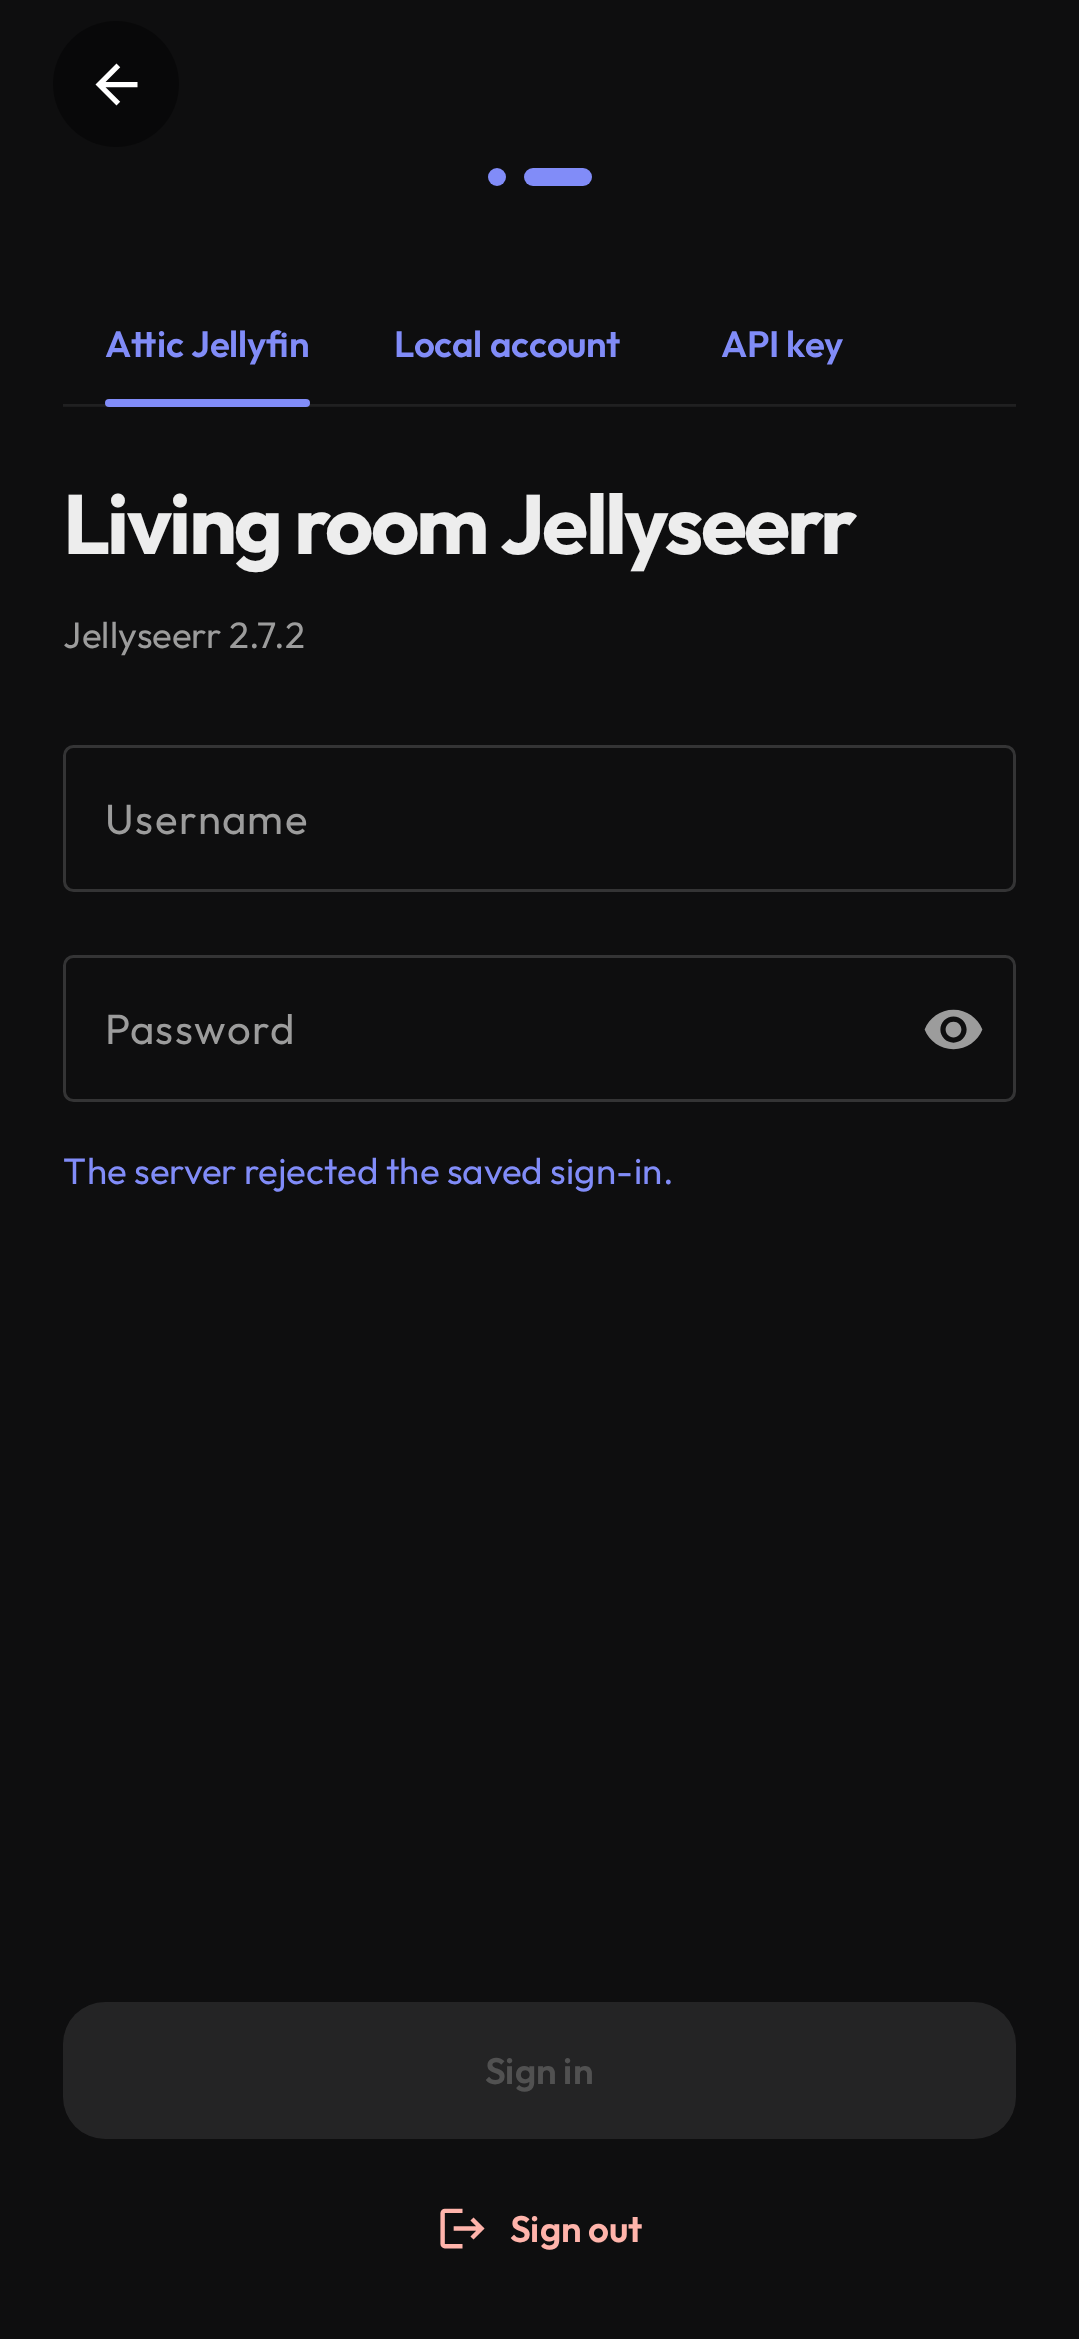 Attic Jellyfin Local account API key
Living room Jellyseerr
Jellyseerr 2.7.2
Username
Password
The server rejected the saved sign-in.
Sign in
Sign out